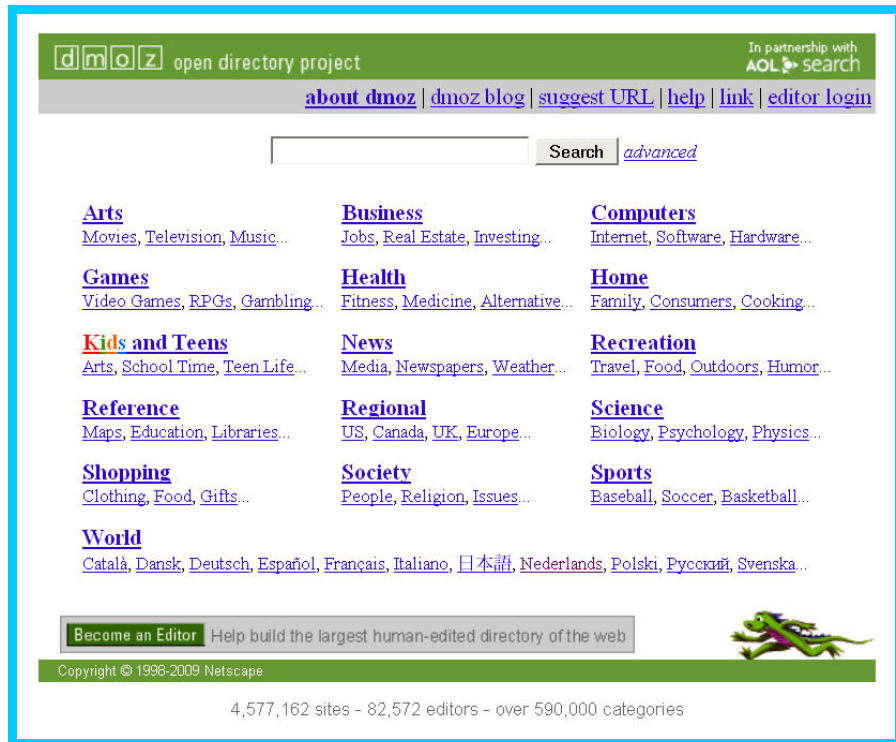 dmoz open directory project
In partnership with
AOL search
about dmoz | dmoz blog | suggest URL | help | link | editor login
Search advanced
Arts Business Computers
Movies, Television, Music... Jobs, Real Estate, Investing... Internet, Software, Hardware...
Games Health Home
Video Games, RPGs, Gambling... Fitness, Medicine, Alternative... Family, Consumers, Cooking...
Kids and Teens News Recreation
Arts, School Time, Teen Life... Media, Newspapers, Weather... Travel, Food, Outdoors, Humor...
Reference Regional Science
Maps, Education, Libraries... US, Canada, UK, Europe... Biology, Psychology, Physics...
Shopping Society Sports
Clothing, Food, Gifts... People, Religion, Issues... Baseball, Soccer, Basketball...
World
Català, Dansk, Deutsch, Español, Français, Italiano, 日本語, Nederlands, Polski, Русский, Svenska...
Become an Editor Help build the largest human-edited directory of the web
Copyright © 1998-2009 Netscape
4,577,162 sites - 82,572 editors - over 590,000 categories